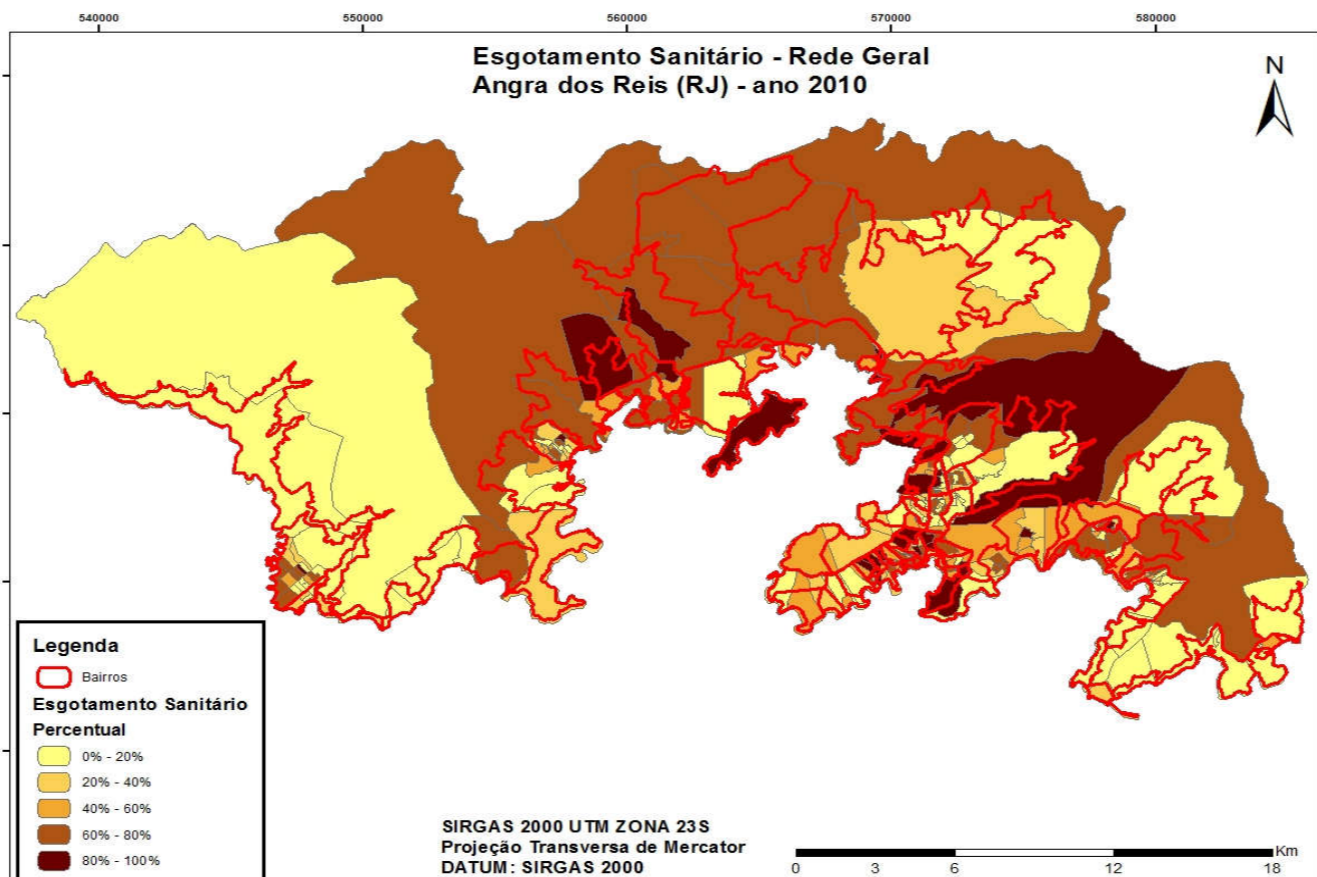 540000 550000 560000 570000 580000
Esgotamento Sanitário - Rede Geral
Angra dos Reis (RJ) - ano 2010
N
Legenda
Bairros
Esgotamento Sanitário
Percentual
0% - 20%
20% - 40%
40% - 60%
60% - 80%
80% - 100%
SIRGAS 2000 UTM ZONA 23S
Projeção Transversa de Mercator
DATUM: SIRGAS 2000
Km
0 3 6 12 18